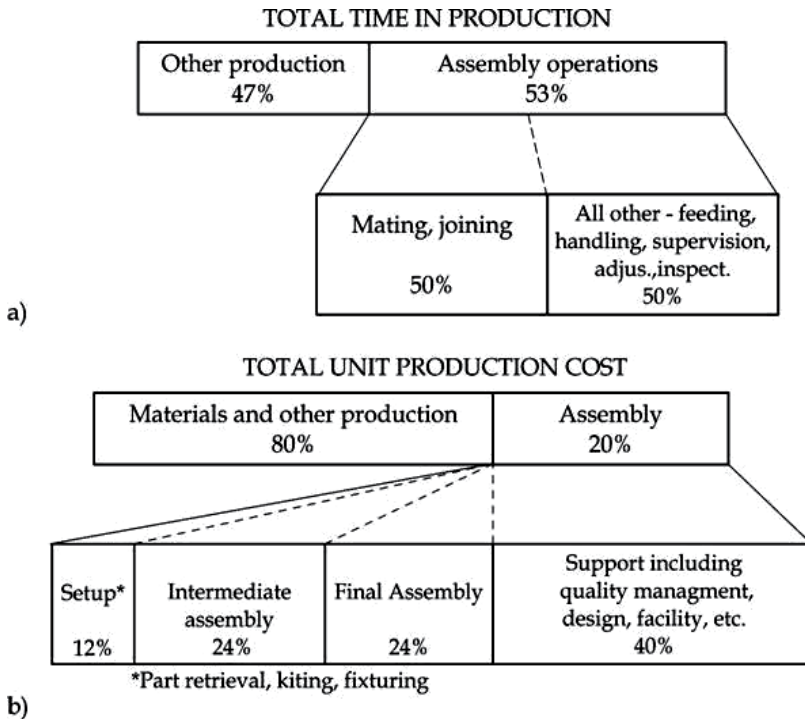 TOTAL TIME IN PRODUCTION
Other production
47%
Assembly operations
53%
Mating, joining
50%
All other - feeding,
handling, supervision,
adjus.,inspect.
50%
a)
TOTAL UNIT PRODUCTION COST
Materials and other production
80%
Assembly
20%
Setup*
12%
Intermediate
assembly
24%
Final Assembly
24%
Support including
quality managment,
design, facility, etc.
40%
*Part retrieval, kiting, fixturing
b)